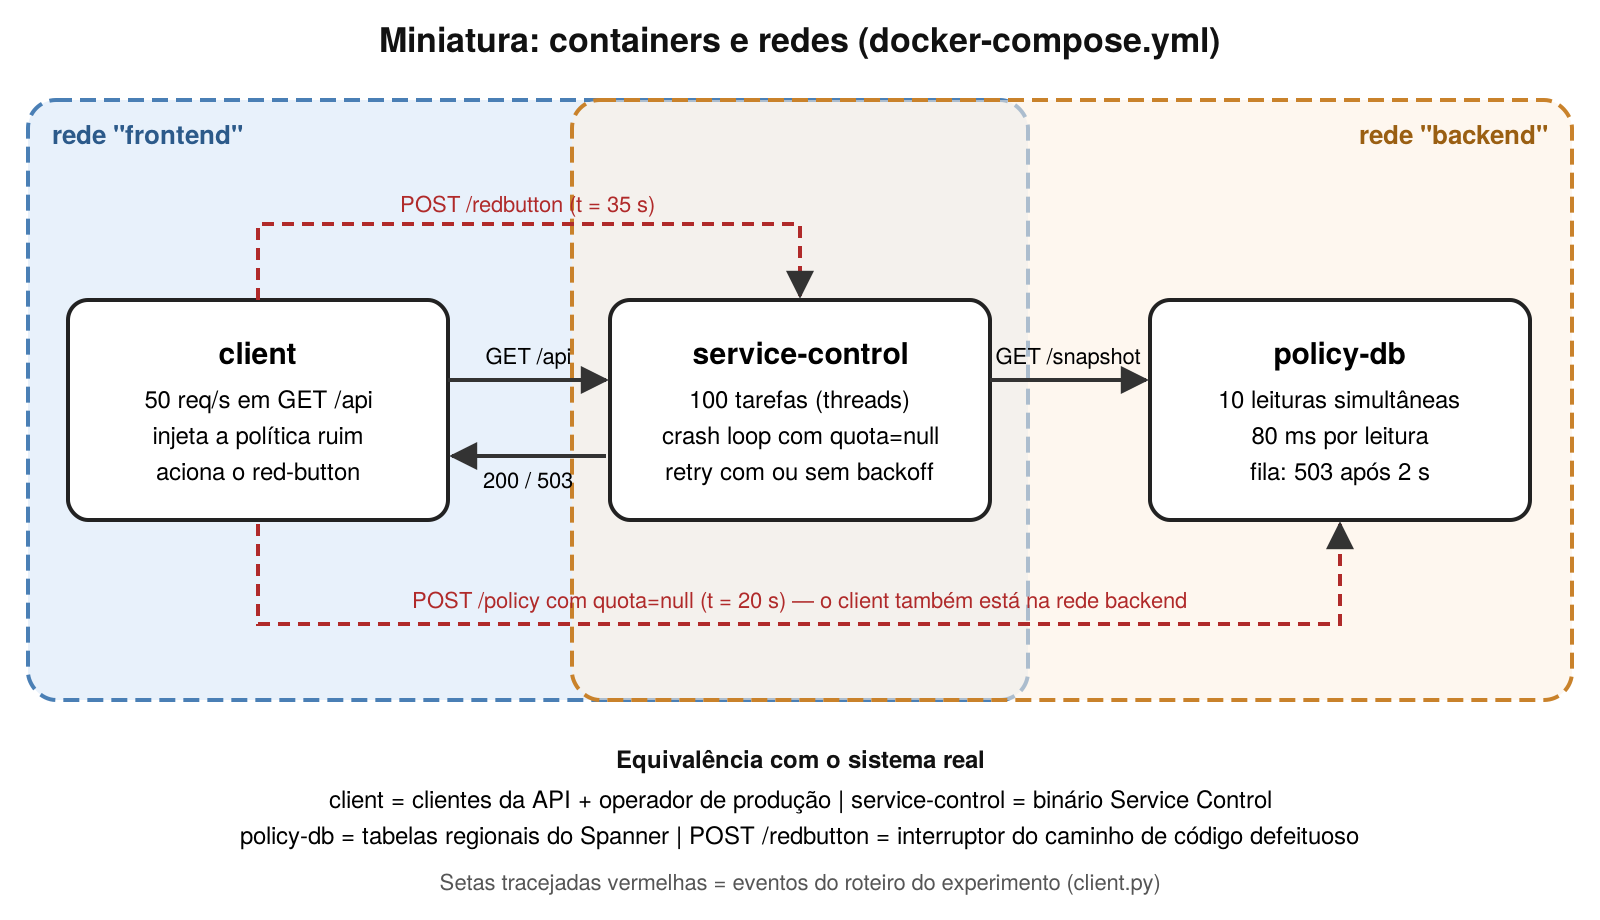 Miniatura: containers e redes (docker-compose.yml)
rede "frontend"
rede "backend"
POST /redbutton (t = 35 s)
client
50 req/s em GET /api
injeta a política ruim
aciona o red-button
GET /api
200 / 503
service-control
100 tarefas (threads)
crash loop com quota=null
retry com ou sem backoff
GET /snapshot
policy-db
10 leituras simultâneas
80 ms por leitura
fila: 503 após 2 s
POST /policy com quota=null (t = 20 s) — o client também está na rede backend
Equivalência com o sistema real
client = clientes da API + operador de produção | service-control = binário Service Control
policy-db = tabelas regionais do Spanner | POST /redbutton = interruptor do caminho de código defeituoso
Setas tracejadas vermelhas = eventos do roteiro do experimento (client.py)